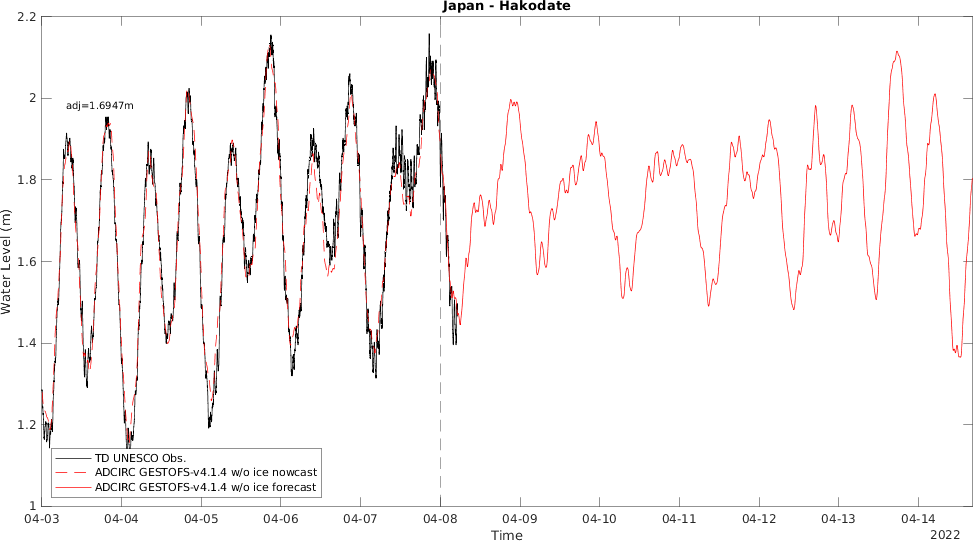 Japan - Hakodate
2.2
2
1.8
1.6
1.4
1.2
1
Water Level (m)
adj=1.6947m
TD UNESCO Obs.
ADCIRC GESTOFS-v4.1.4 w/o ice nowcast
ADCIRC GESTOFS-v4.1.4 w/o ice forecast
04-03 04-04 04-05 04-06 04-07 04-08 04-09 04-10 04-11 04-12 04-13 04-14
Time
2022